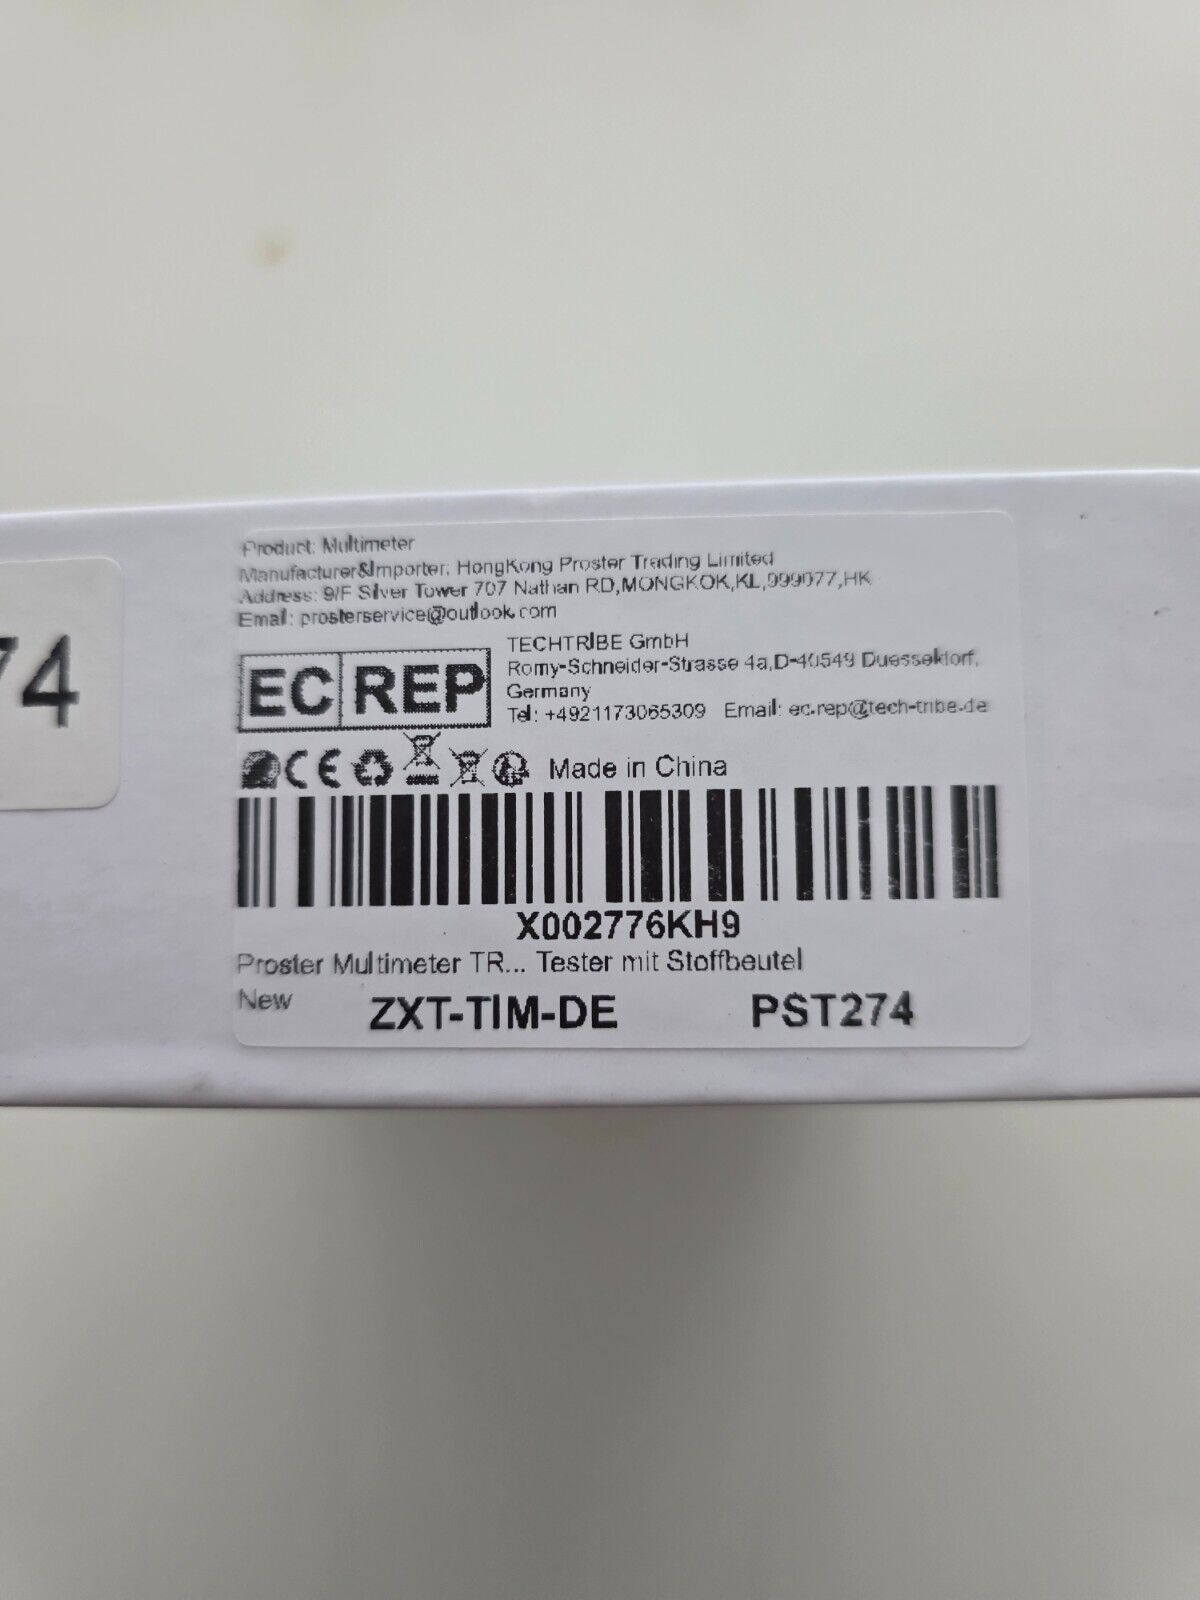 Product: Multimeter
Manufacturer&Importer: HongKong Proster Trading Limited
Address: 9/F Silver Tower 707 Nathan RD,MONGKOK,KL,999077,HK
Email: prosterservice@outlook.com
EC REP
TECHTRIBE GmbH
Romy-Schneider-Strasse 4a,D-40549 Duesseldorf,
Germany
Tel: +4921173065309 Email: ec.rep@tech-tribe.de
CE Made in China
X002776KH9
Proster Multimeter TR... Tester mit Stoffbeutel
New ZXT-TIM-DE PST274
74